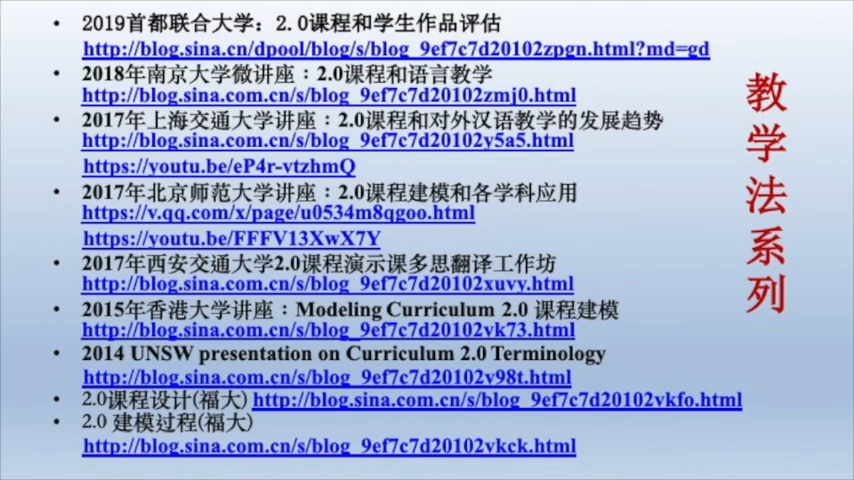 2019首都联合大学：2.0课程和学生作品评估
http://blog.sina.cn/dpool/blog/s/blog_9ef7c7d20102zpgn.html?md=gd
2018年南京大学微讲座：2.0课程和语言教学
http://blog.sina.com.cn/s/blog_9ef7c7d20102zmj0.html
2017年上海交通大学讲座：2.0课程和对外汉语教学的发展趋势
http://blog.sina.com.cn/s/blog_9ef7c7d20102y5a5.html
https://youtu.be/eP4r-vtzhmQ
2017年北京师范大学讲座：2.0课程建模和各学科应用
https://v.qq.com/x/page/u0534m8qgoo.html
https://youtu.be/FFFV13XwX7Y
2017年西安交通大学2.0课程演示课多思翻译工作坊
http://blog.sina.com.cn/s/blog_9ef7c7d20102xuvy.html
2015年香港大学讲座：Modeling Curriculum 2.0 课程建模
http://blog.sina.com.cn/s/blog_9ef7c7d20102vk73.html
2014 UNSW presentation on Curriculum 2.0 Terminology
http://blog.sina.com.cn/s/blog_9ef7c7d20102v98t.html
2.0课程设计(福大) http://blog.sina.com.cn/s/blog_9ef7c7d20102vkfo.html
2.0 建模过程(福大)
http://blog.sina.com.cn/s/blog_9ef7c7d20102vkck.html
教学法系列